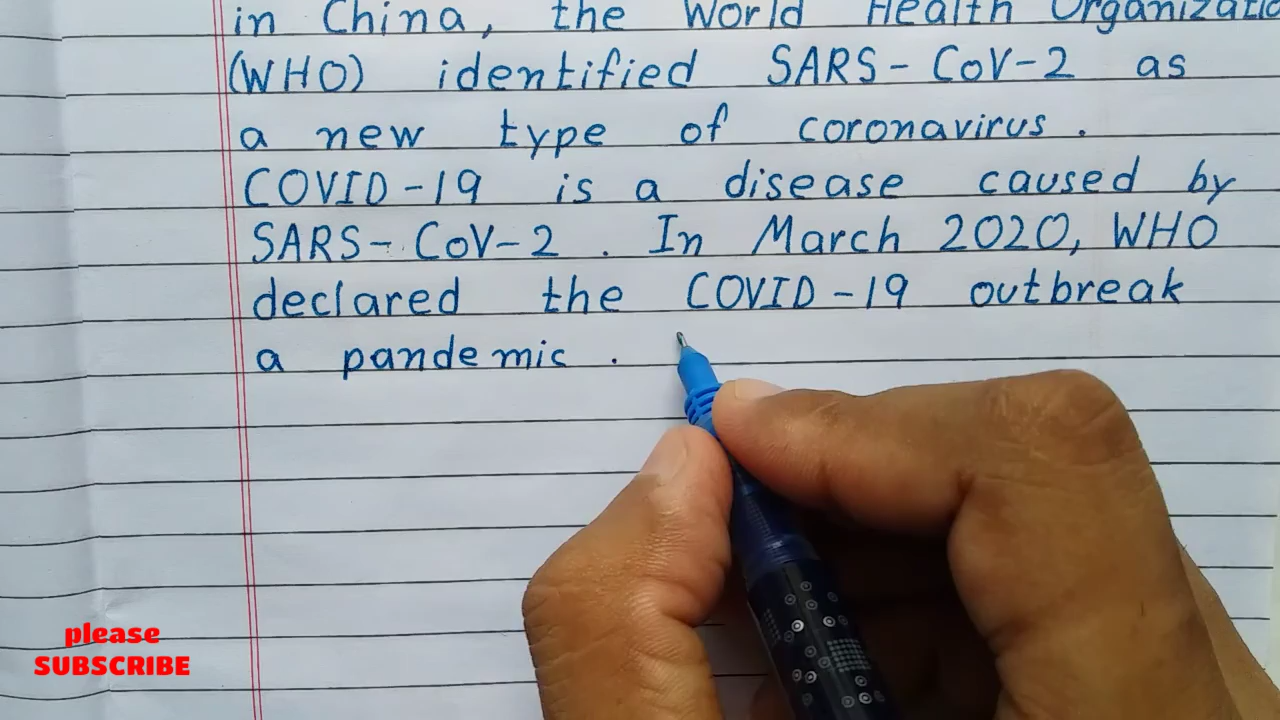 in China, the World Health Organizatio
(WHO) identified SARS-CoV-2 as
a new type of coronavirus.
COVID-19 is a disease caused by
SARS-CoV-2. In March 2020, WHO
declared the COVID-19 outbreak
a pandemic.
please
SUBSCRIBE